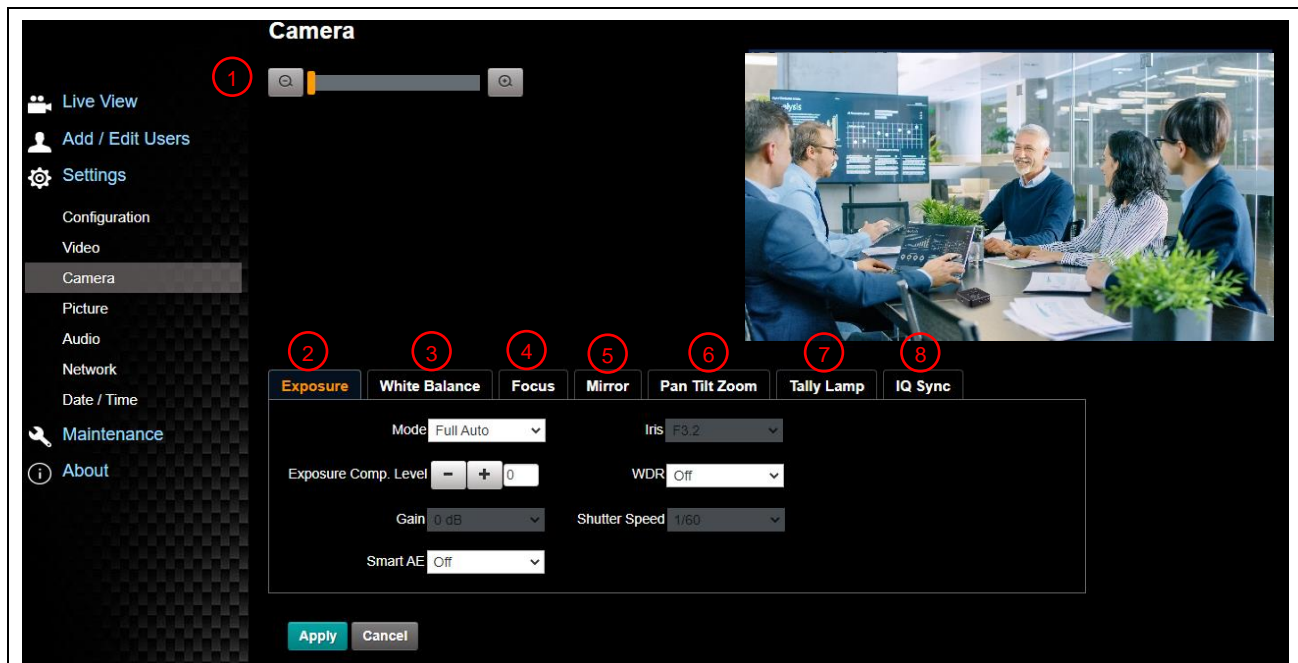 Camera
1
Live View
Add / Edit Users
Settings
Configuration
Video
Camera
Picture
Audio
Network
Date / Time
Maintenance
About
2 3 4 5 6 7 8
Exposure White Balance Focus Mirror Pan Tilt Zoom Tally Lamp IQ Sync
Mode Full Auto Iris F3.2
Exposure Comp. Level - + 0 WDR Off
Gain 0 dB Shutter Speed 1/60
Smart AE Off
Apply Cancel